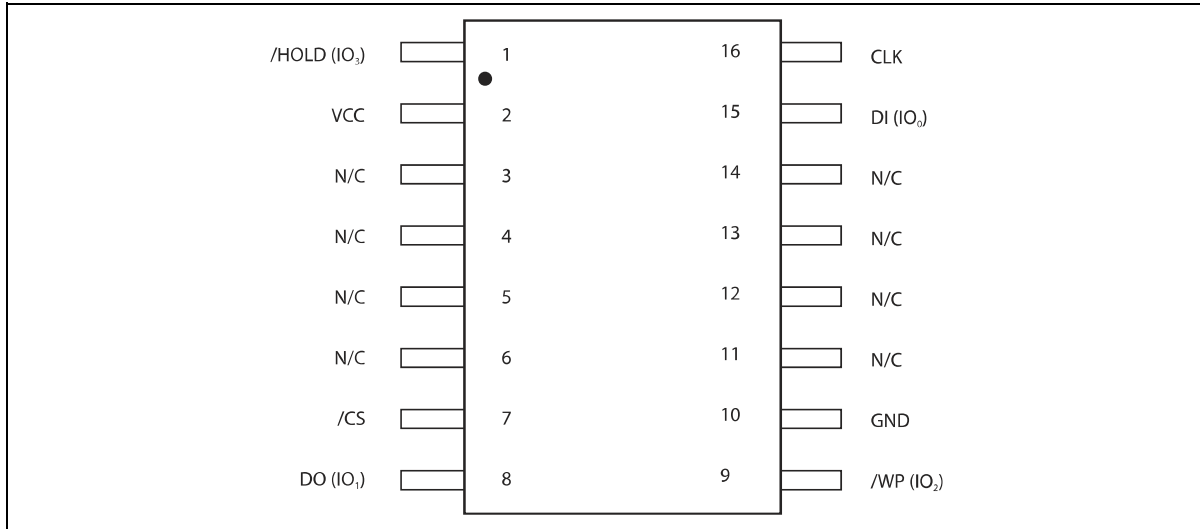 /HOLD (IO₃) 1 16 CLK
VCC 2 15 DI (IO₀)
N/C 3 14 N/C
N/C 4 13 N/C
N/C 5 12 N/C
N/C 6 11 N/C
/CS 7 10 GND
DO (IO₁) 8 9 /WP (IO₂)